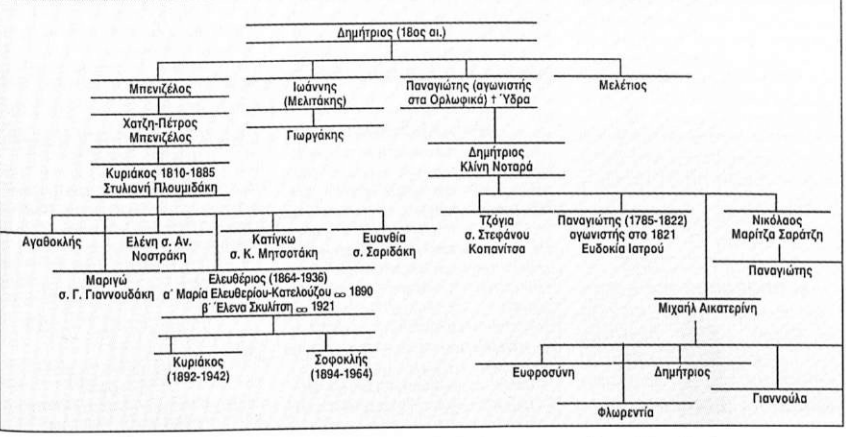 Δημήτριος (18ος αι.)
Μπενιζέλος
Ιωάννης
(Μελιτάκης)
Παναγιώτης (αγωνιστής
στα Ορλωφικά) † Ύδρα
Μελέτιος
Χατζη-Πέτρος
Μπενιζέλος
Γιωργάκης
Δημήτριος
Κλίνη Νοταρά
Κυριάκος 1810-1885
Στυλιανή Πλουμιδάκη
Αγαθοκλής
Ελένη σ. Αν.
Νοστράκη
Κατίγκω
σ. Κ. Μητσοτάκη
Ευανθία
σ. Σαριδάκη
Τζόγια
σ. Στεφάνου
Κοπανίτσα
Παναγιώτης (1785-1822)
αγωνιστής στο 1821
Ευδοκία Ιατρού
Νικόλαος
Μαρίτζα Σαράτζη
Μαριγώ
σ. Γ. Γιαννουδάκη
Ελευθέριος (1864-1936)
α΄ Μαρία Ελευθερίου-Κατελούζου ꝏ 1890
β΄ Έλενα Σκυλίτση ꝏ 1921
Παναγιώτης
Μιχαήλ Αικατερίνη
Κυριάκος
(1892-1942)
Σοφοκλής
(1894-1964)
Ευφροσύνη
Δημήτριος
Φλωρεντία
Γιαννούλα